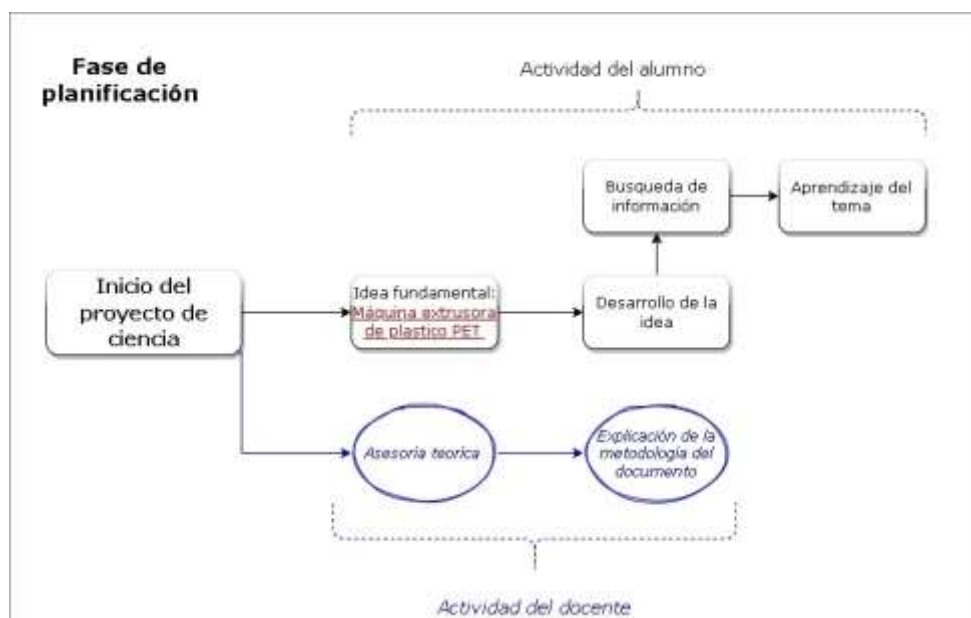 Fase de
planificación
Actividad del alumno
Busqueda de
información
Aprendizaje del
tema
Inicio del
proyecto de
ciencia
Idea fundamental:
Máquina extrusora
de plastico PET
Desarrollo de la
idea
Asesoria teorica
Explicación de la
metodología del
documento
Actividad del docente